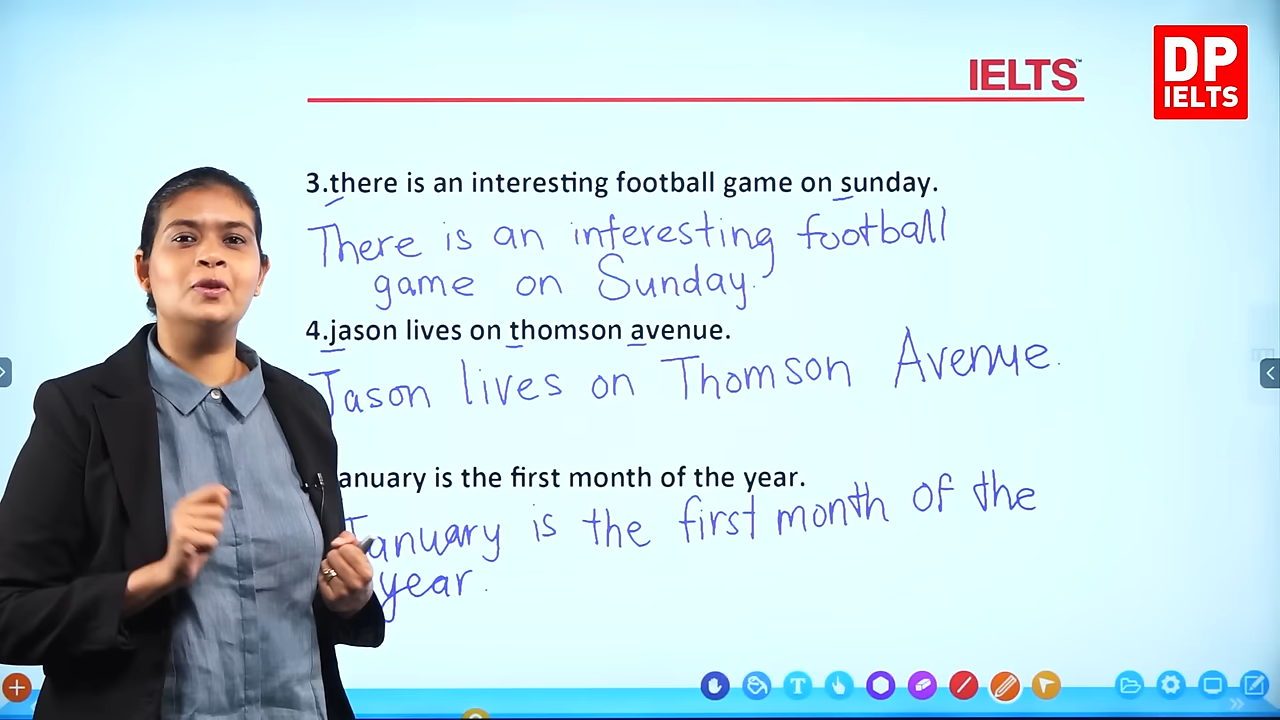 DP
IELTS
IELTS™
3.there is an interesting football game on sunday.
There is an interesting football
game on Sunday.
4.jason lives on thomson avenue.
Jason lives on Thomson Avenue.
anuary is the first month of the year.
January is the first month of the
year.
T